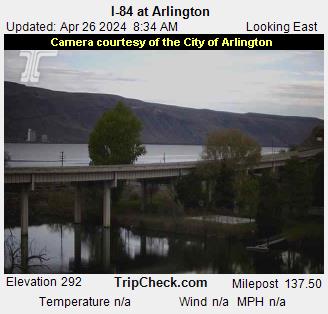 I-84 at Arlington
Updated: Apr 26 2024 8:34 AM Looking East
Camera courtesy of the City of Arlington
Elevation 292 TripCheck.com Milepost 137.50
Temperature n/a Wind n/a MPH n/a